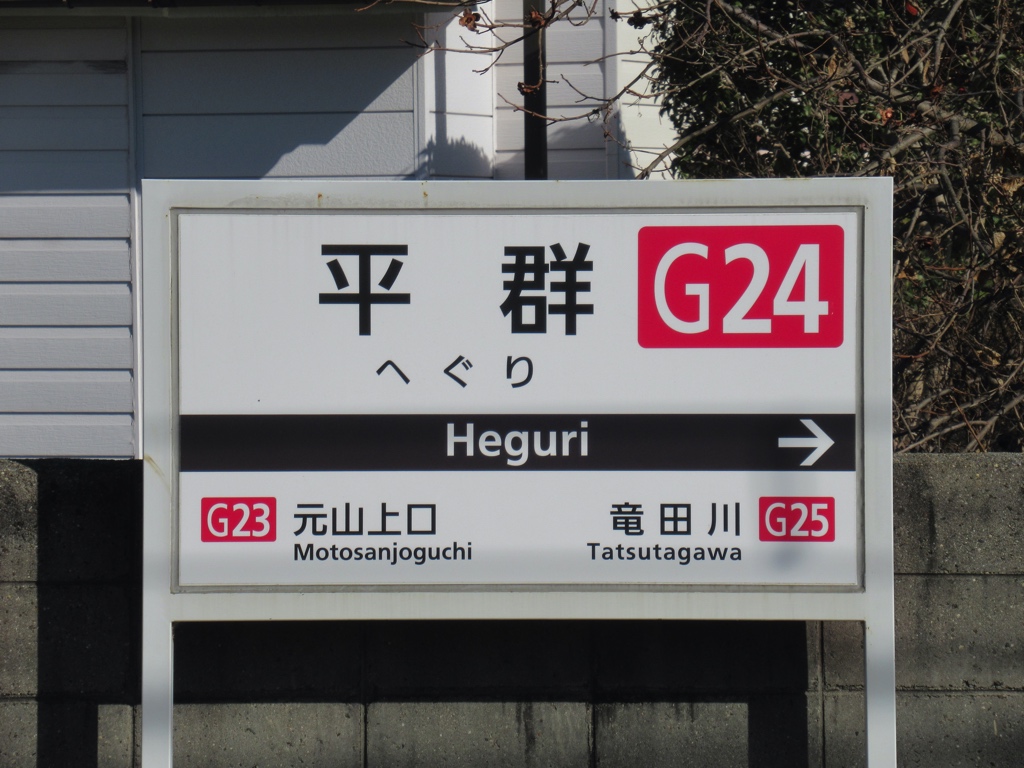 平群 G24
へぐり
Heguri →
G23 元山上口 竜田川 G25
Motosanjoguchi Tatsutagawa